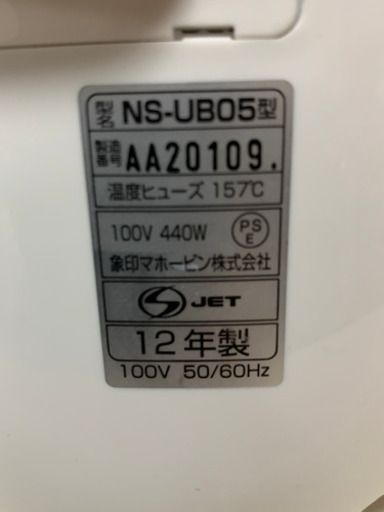 型名 NS-UB05型
製造番号 AA20109.
温度ヒューズ 157℃
100V 440W PSE
象印マホービン株式会社
S JET
12年製
100V 50/60Hz